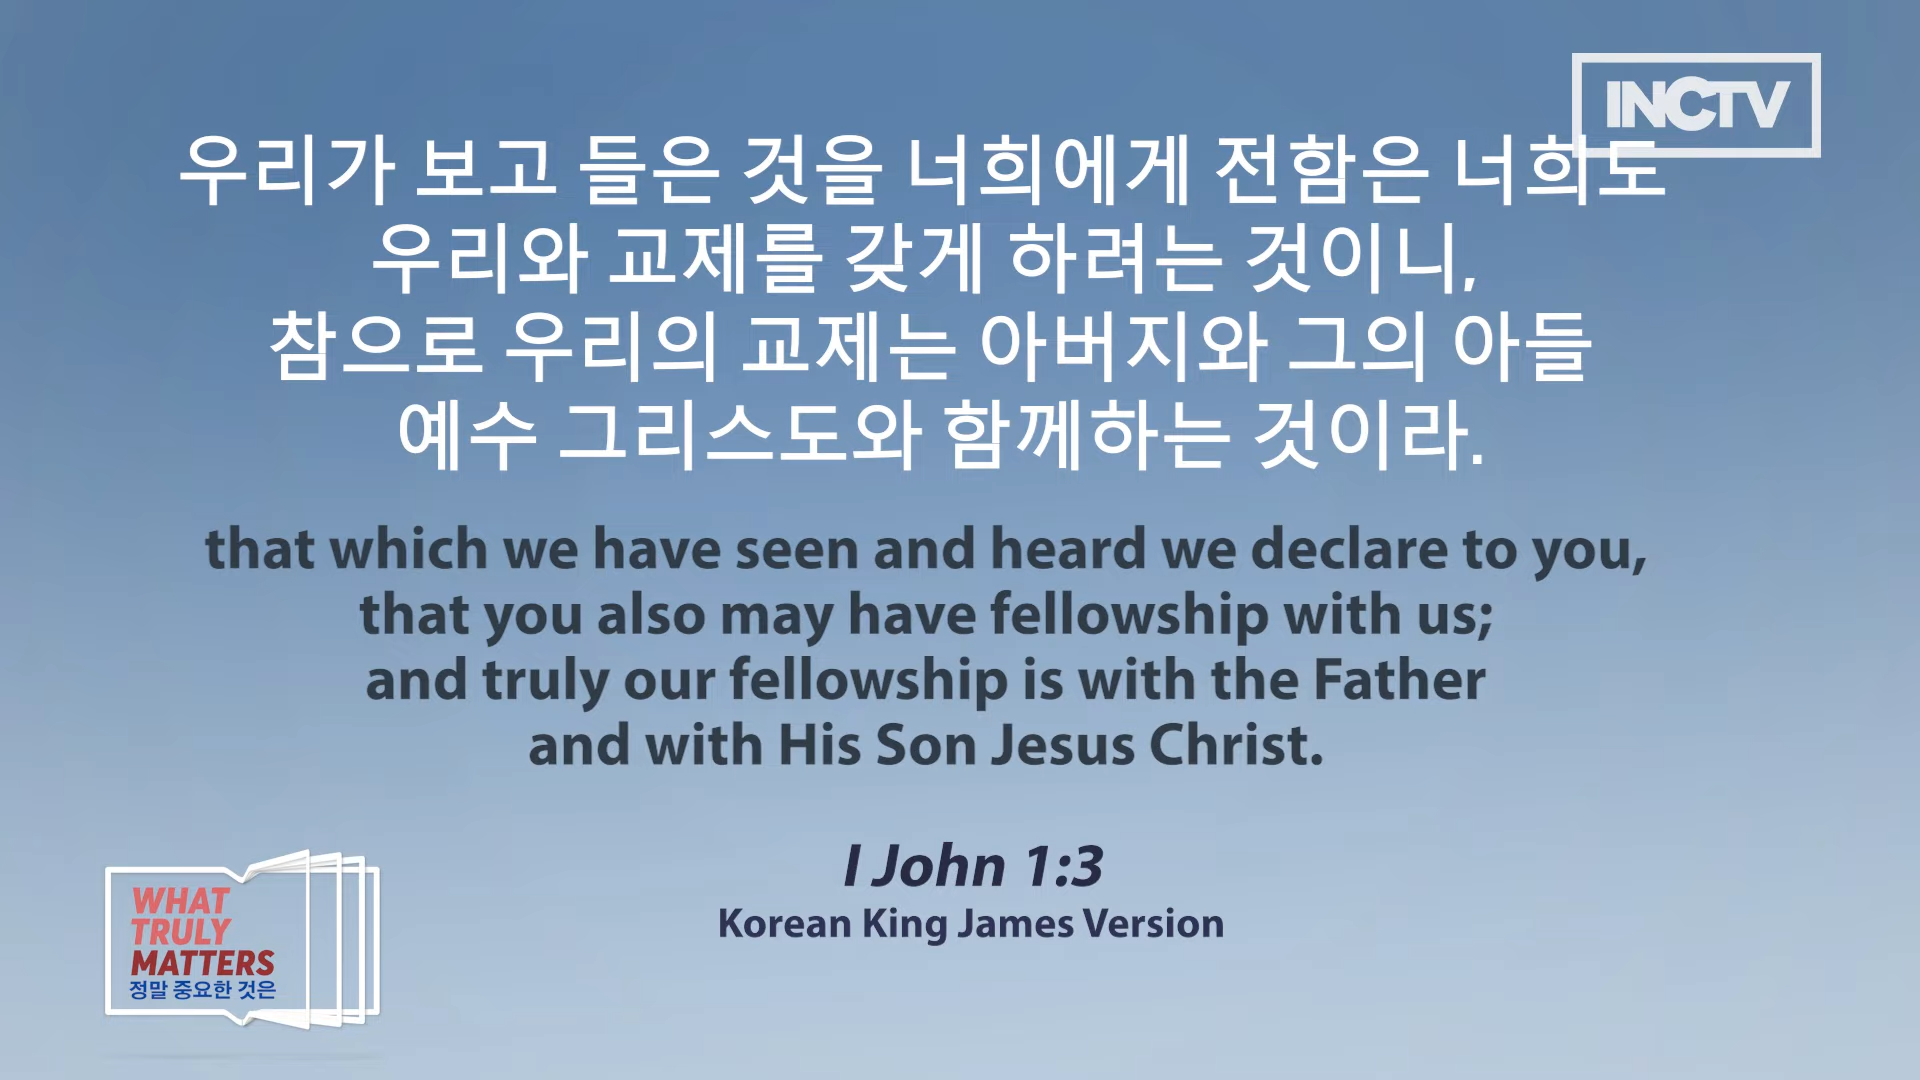 INCTV
우리가 보고 들은 것을 너희에게 전함은 너희도
우리와 교제를 갖게 하려는 것이니,
참으로 우리의 교제는 아버지와 그의 아들
예수 그리스도와 함께하는 것이라.
that which we have seen and heard we declare to you,
that you also may have fellowship with us;
and truly our fellowship is with the Father
and with His Son Jesus Christ.
I John 1:3
Korean King James Version
WHAT
TRULY
MATTERS
정말 중요한 것은